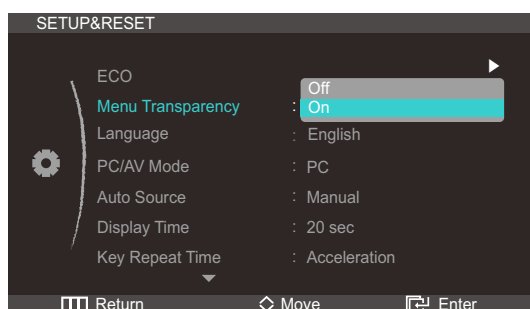 SETUP&RESET
ECO
Off
Menu Transparency : On
Language : English
PC/AV Mode : PC
Auto Source : Manual
Display Time : 20 sec
Key Repeat Time : Acceleration
Return Move Enter